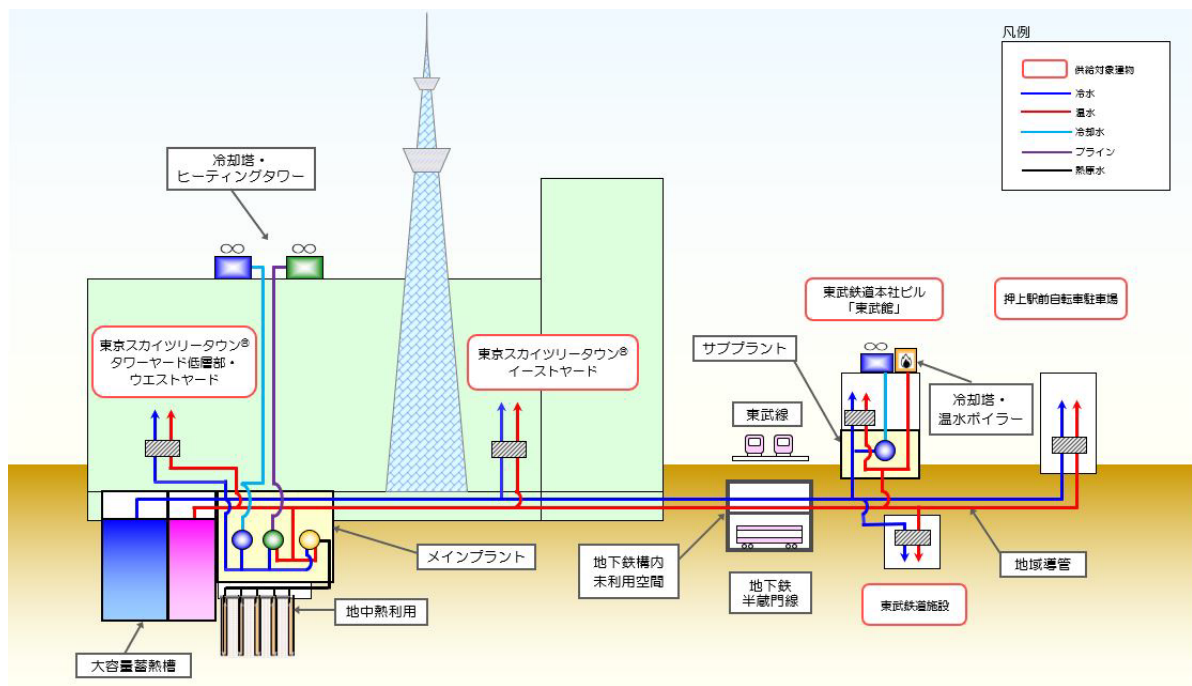 凡例
供給対象建物
冷水
温水
冷却水
ブライン
熱原水
冷却塔・
ヒーティングタワー
東京スカイツリータウン®
タワーヤード低層部・
ウエストヤード
東京スカイツリータウン®
イーストヤード
東武鉄道本社ビル
「東武館」
押上駅前自転車駐車場
サブプラント
冷却塔・
温水ボイラー
東武線
メインプラント
地下鉄構内
未利用空間
地下鉄
半蔵門線
地域導管
東武鉄道施設
地中熱利用
大容量蓄熱槽